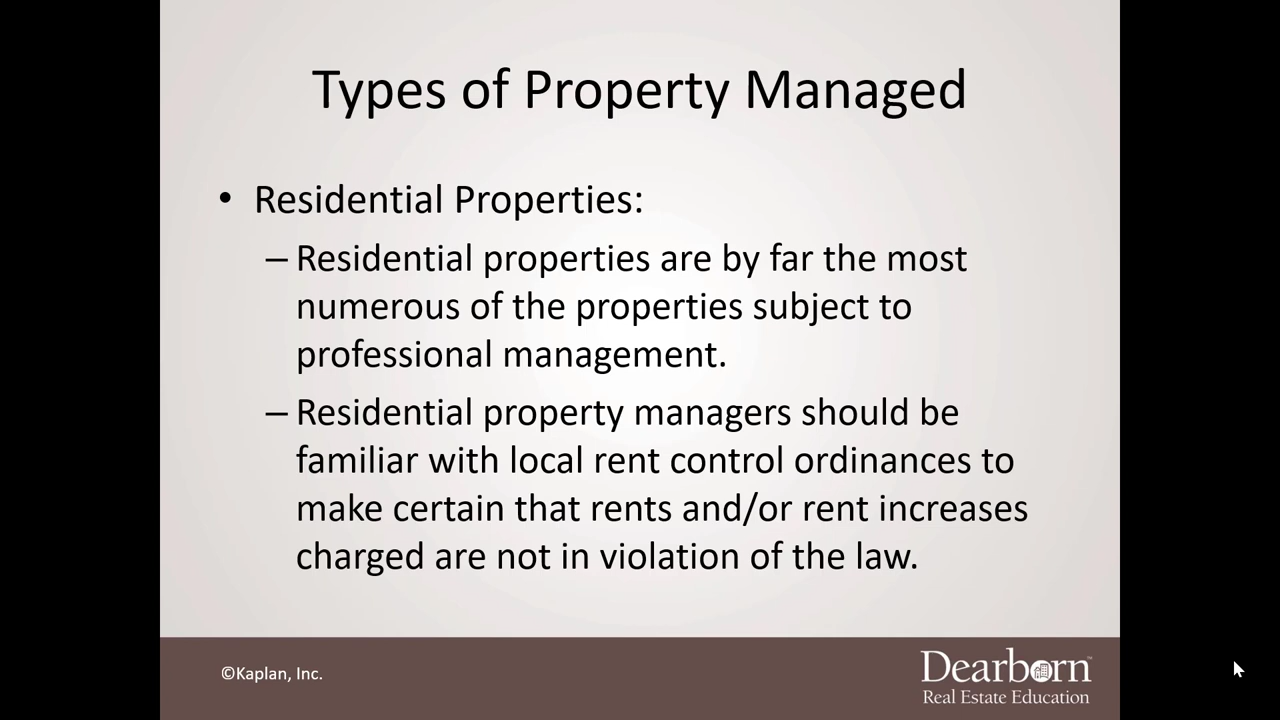 Types of Property Managed
• Residential Properties:
– Residential properties are by far the most
numerous of the properties subject to
professional management.
– Residential property managers should be
familiar with local rent control ordinances to
make certain that rents and/or rent increases
charged are not in violation of the law.
©Kaplan, Inc.
Dearborn™
Real Estate Education